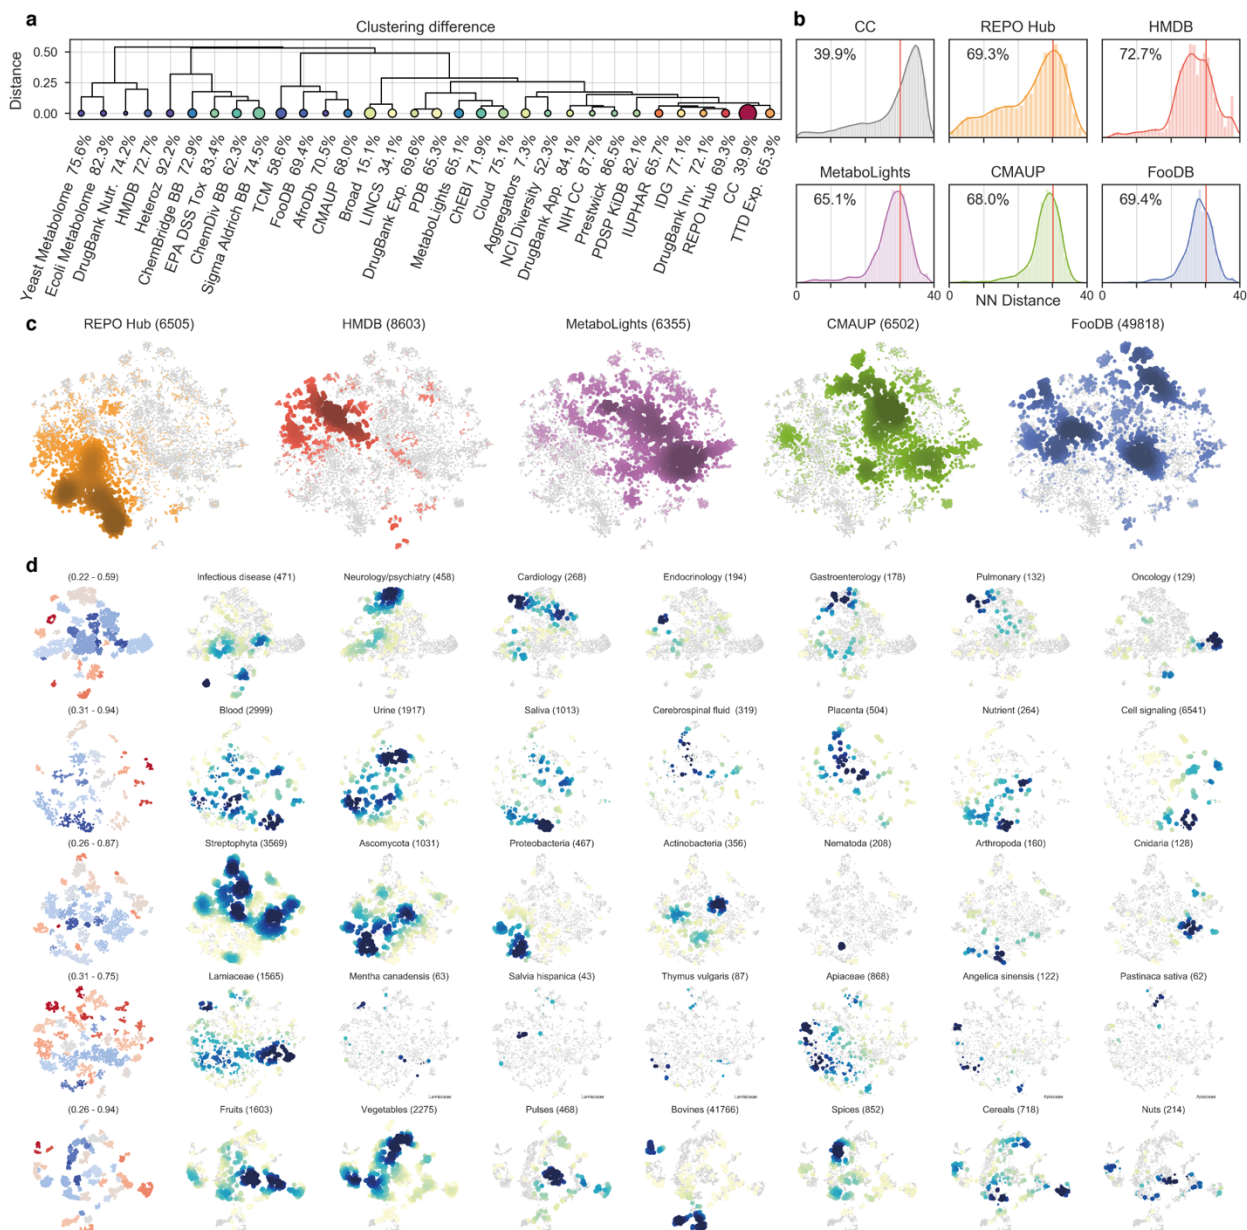 a
Clustering difference
Distance
0.50
0.25
0.00
Yeast Metabolome 75.6%
Ecoli Metabolome 82.3%
DrugBank Nutr. 74.2%
HMDB 72.7%
Heteroz 92.2%
ChemBridge BB 72.9%
EPA DSS Tox 83.4%
ChemDiv BB 62.3%
Sigma Aldrich BB 74.5%
TCM 58.6%
FooDB 69.4%
AfroDb 70.5%
CMAUP 68.0%
Broad 15.1%
LINCS 34.1%
DrugBank Exp. 69.6%
PDB 65.9%
MetaboLights 65.1%
ChEBI 71.9%
Cloud 75.1%
Aggregators 7.3%
NCI Diversity 52.3%
DrugBank App. 84.1%
NIH CC 87.7%
Prestwick 86.5%
PDSP KiDB 82.1%
IUPHAR 65.7%
IDG 77.1%
DrugBank Inv. 72.1%
REPO Hub 69.3%
CC 39.9%
TTD Exp. 65.3%
b
CC
REPO Hub
HMDB
39.9%
69.3%
72.7%
MetaboLights
CMAUP
FooDB
65.1%
68.0%
69.4%
0
40
0
40
0
40
NN Distance
c
REPO Hub (6505)
HMDB (8603)
MetaboLights (6355)
CMAUP (6502)
FooDB (49818)
d
(0.22 - 0.59)
Infectious disease (471)
Neurology/psychiatry (458)
Cardiology (268)
Endocrinology (194)
Gastroenterology (178)
Pulmonary (132)
Oncology (129)
(0.31 - 0.94)
Blood (2999)
Urine (1917)
Saliva (1013)
Cerebrospinal fluid (319)
Placenta (504)
Nutrient (264)
Cell signaling (6541)
(0.26 - 0.87)
Streptophyta (3569)
Ascomycota (1031)
Proteobacteria (467)
Actinobacteria (356)
Nematoda (208)
Arthropoda (160)
Cnidaria (128)
(0.31 - 0.75)
Lamiaceae (1565)
Mentha canadensis (63)
Salvia hispanica (43)
Thymus vulgaris (87)
Apiaceae (868)
Angelica sinensis (122)
Pastinaca sativa (62)
Lamiaceae
Lamiaceae
Lamiaceae
Apiaceae
Apiaceae
(0.26 - 0.94)
Fruits (1603)
Vegetables (2275)
Pulses (468)
Bovines (41766)
Spices (852)
Cereals (718)
Nuts (214)